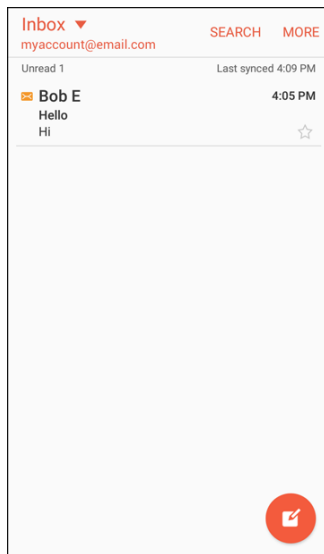 Inbox
SEARCH MORE
myaccount@email.com
Unread 1 Last synced 4:09 PM
Bob E 4:05 PM
Hello
Hi